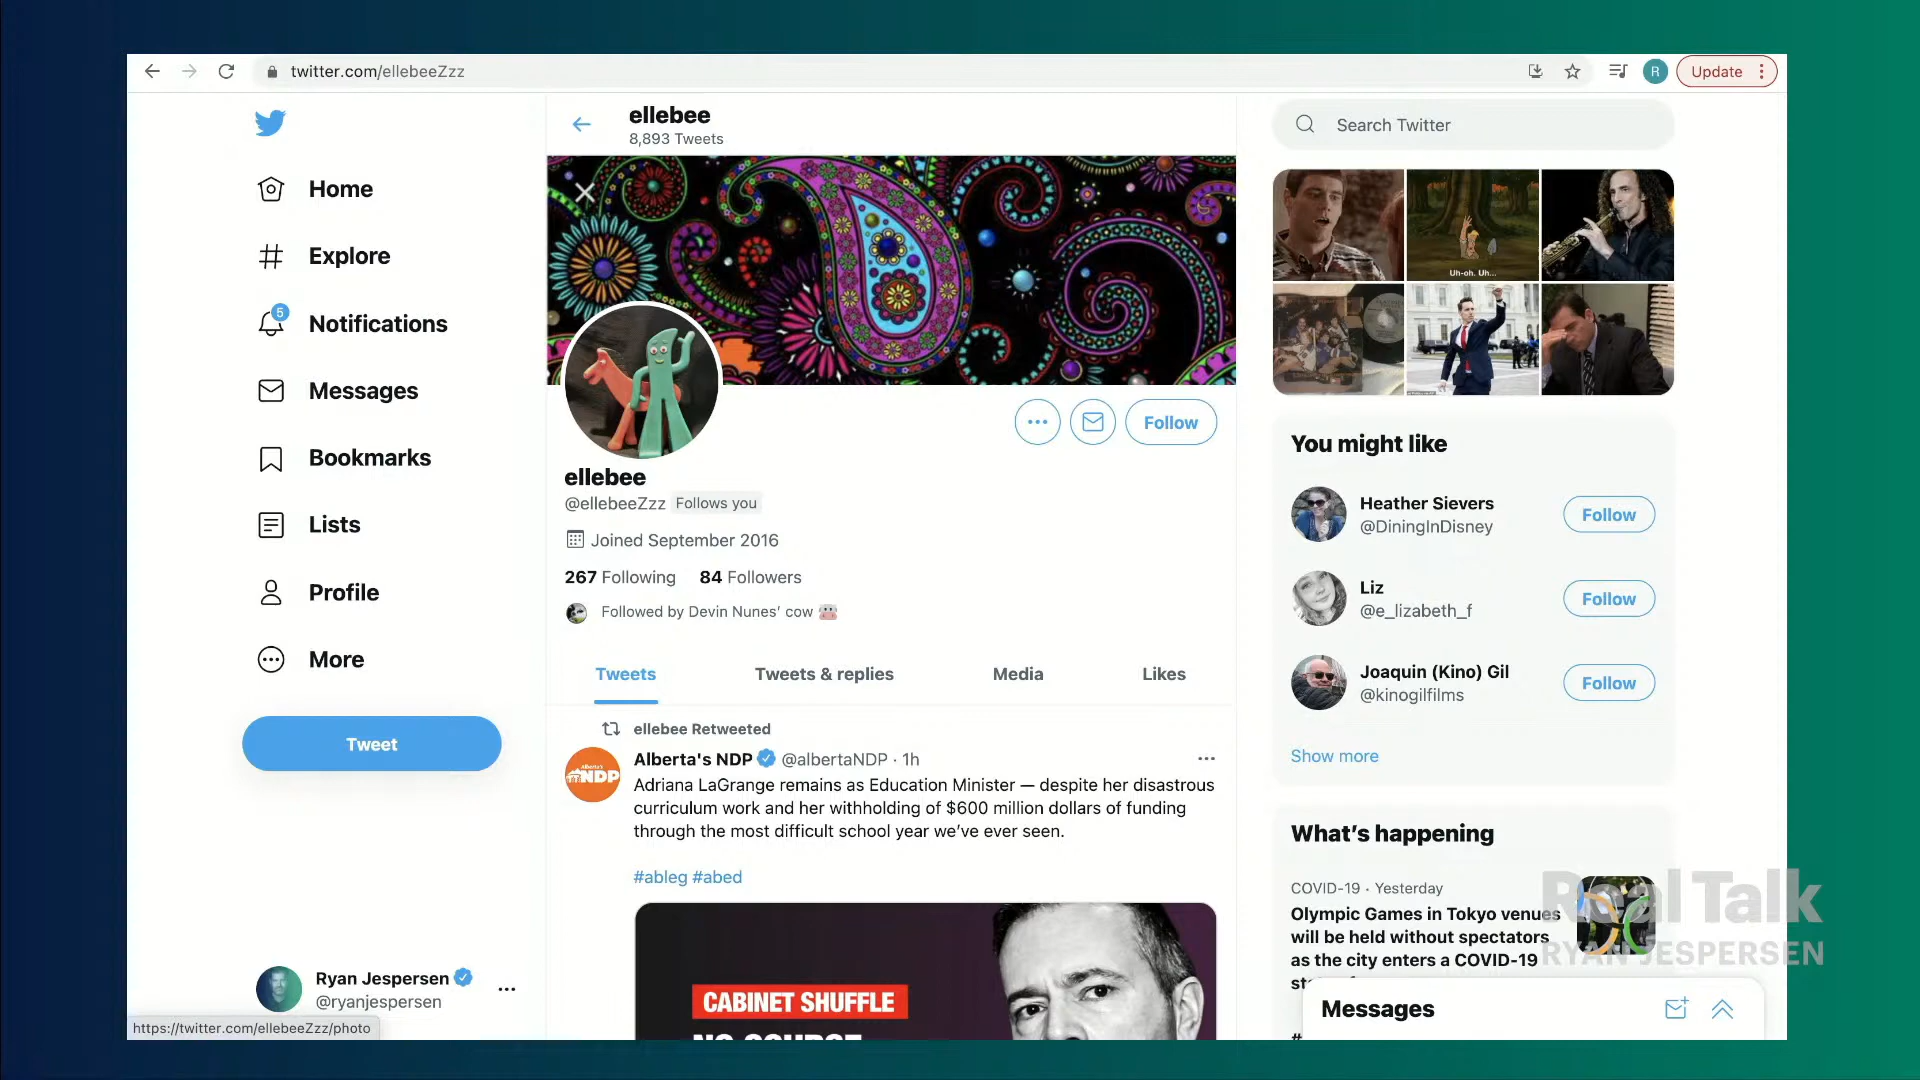 twitter.com/ellebeeZzz
R
Update
Home
Explore
5
Notifications
Messages
Bookmarks
Lists
Profile
More
Tweet
Ryan Jespersen
@ryanjespersen
https://twitter.com/ellebeeZzz/photo
ellebee
8,893 Tweets
Follow
ellebee
@ellebeeZzz Follows you
Joined September 2016
267 Following 84 Followers
Followed by Devin Nunes' cow
Tweets Tweets & replies Media Likes
ellebee Retweeted
Alberta's NDP @albertaNDP · 1h
Alberta's
NDP
Adriana LaGrange remains as Education Minister — despite her disastrous
curriculum work and her withholding of $600 million dollars of funding
through the most difficult school year we've ever seen.
#ableg #abed
CABINET SHUFFLE
NO COURSE
Search Twitter
Uh-oh. Uh...
You might like
Heather Sievers
@DiningInDisney
Follow
Liz
@e_lizabeth_f
Follow
Joaquin (Kino) Gil
@kinogilfilms
Follow
Show more
What's happening
COVID-19 · Yesterday
Olympic Games in Tokyo venues
will be held without spectators
as the city enters a COVID-19
#
Messages
Real Talk
RYAN JESPERSEN